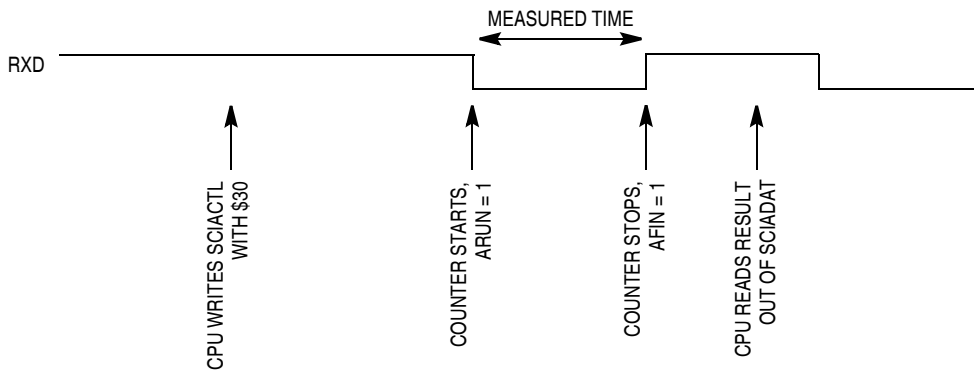 MEASURED TIME
RXD
CPU WRITES SCIACTL
WITH $30
COUNTER STARTS,
ARUN = 1
COUNTER STOPS,
AFIN = 1
CPU READS RESULT
OUT OF SCIADAT